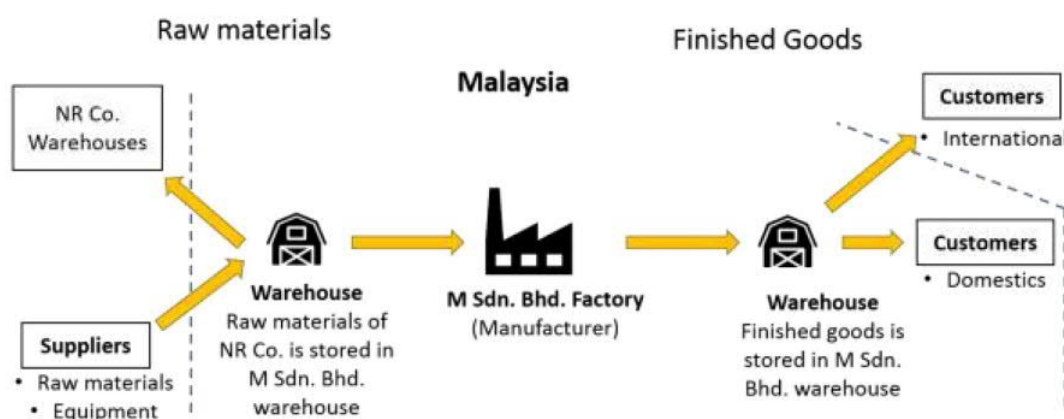 Raw materials
Finished Goods
Malaysia
NR Co.
Warehouses
Customers
• International
Customers
• Domestics
Warehouse
Raw materials of
NR Co. is stored in
M Sdn. Bhd.
warehouse
M Sdn. Bhd. Factory
(Manufacturer)
Warehouse
Finished goods is
stored in M Sdn.
Bhd. warehouse
Suppliers
• Raw materials
• Equipment